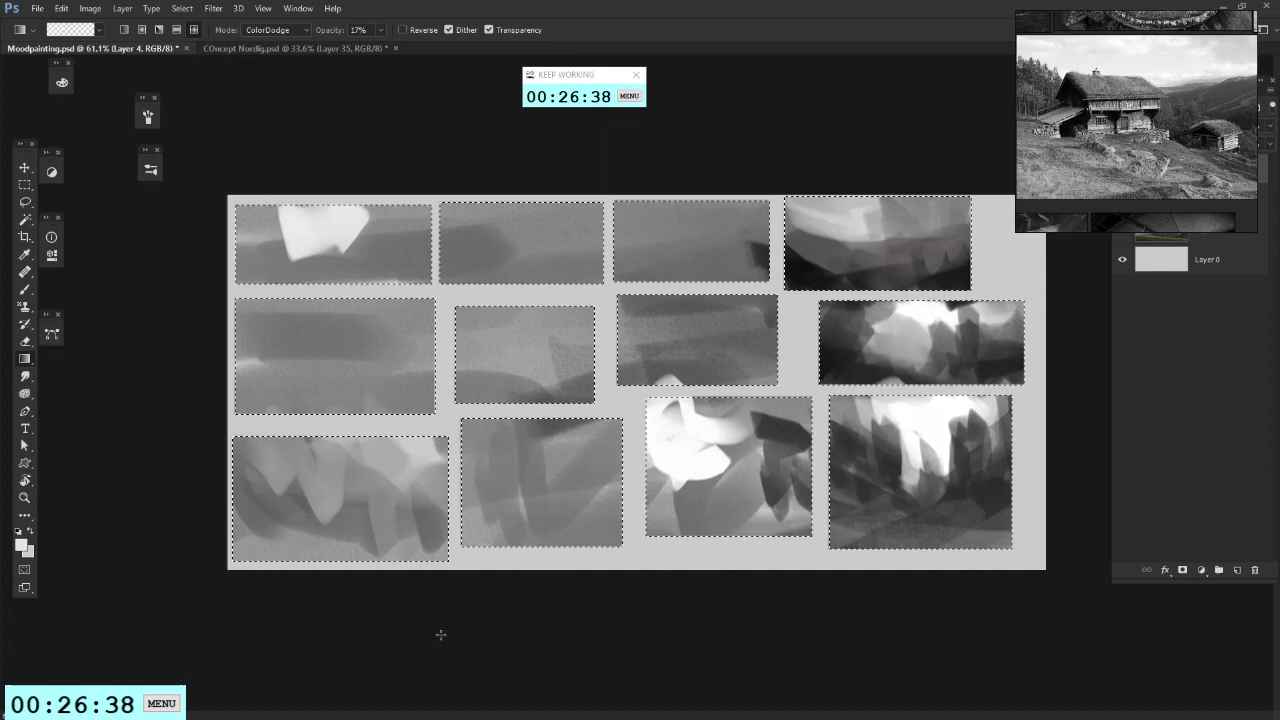 Ps File Edit Image Layer Type Select Filter 3D View Window Help
Mode: ColorDodge Opacity: 17% Reverse Dither Transparency
Moodpainting.psd @ 61,1% (Layer 4, RGB/8) * × COncept Nordig.psd @ 33,6% (Layer 35, RGB/8) * ×
KEEP WORKING
00:26:38 MENU
Layer 0
fx
00:26:38 MENU